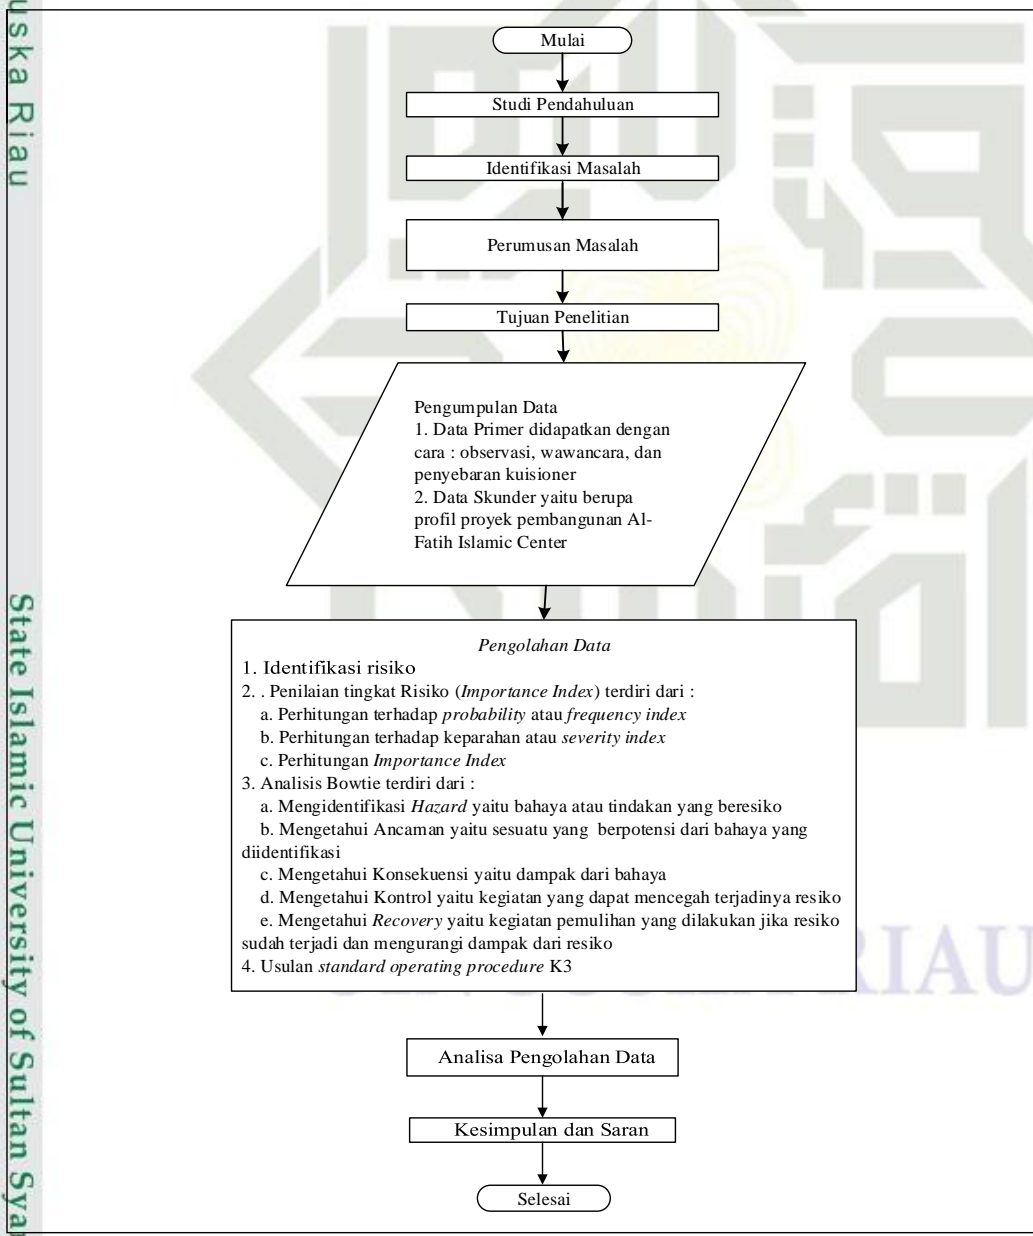 uska Riau
State Islamic University of Sultan Sya
Mulai
Studi Pendahuluan
Identifikasi Masalah
Perumusan Masalah
Tujuan Penelitian
Pengumpulan Data
1. Data Primer didapatkan dengan
cara : observasi, wawancara, dan
penyebaran kuisioner
2. Data Skunder yaitu berupa
profil proyek pembangunan Al-
Fatih Islamic Center
Pengolahan Data
1. Identifikasi risiko
2. . Penilaian tingkat Risiko (Importance Index) terdiri dari :
a. Perhitungan terhadap probability atau frequency index
b. Perhitungan terhadap keparahan atau severity index
c. Perhitungan Importance Index
3. Analisis Bowtie terdiri dari :
a. Mengidentifikasi Hazard yaitu bahaya atau tindakan yang beresiko
b. Mengetahui Ancaman yaitu sesuatu yang berpotensi dari bahaya yang
diidentifikasi
c. Mengetahui Konsekuensi yaitu dampak dari bahaya
d. Mengetahui Kontrol yaitu kegiatan yang dapat mencegah terjadinya resiko
e. Mengetahui Recovery yaitu kegiatan pemulihan yang dilakukan jika resiko
sudah terjadi dan mengurangi dampak dari resiko
4. Usulan standard operating procedure K3
RIAU
Analisa Pengolahan Data
Kesimpulan dan Saran
Selesai